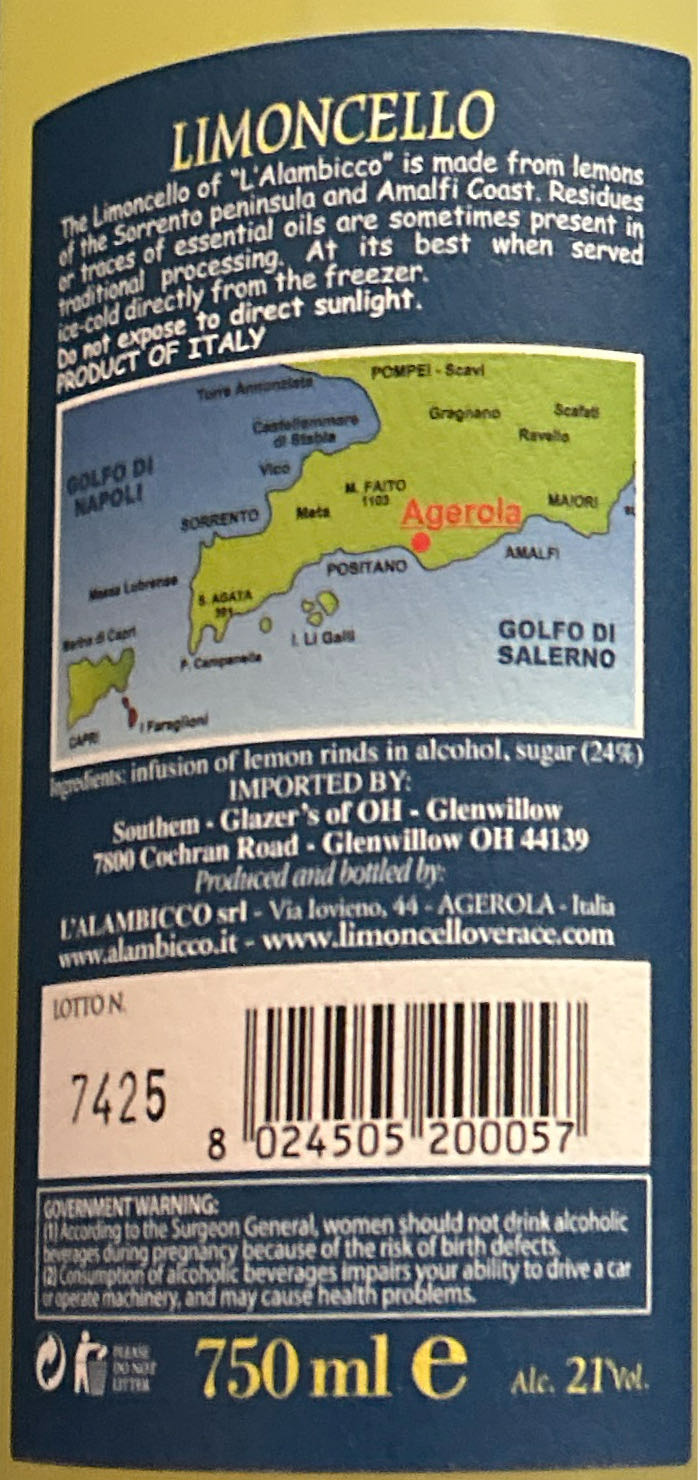 LIMONCELLO
The Limoncello of "L'Alambicco" is made from lemons
of the Sorrento peninsula and Amalfi Coast. Residues
or traces of essential oils are sometimes present in
traditional processing. At its best when served
ice-cold directly from the freezer.
Do not expose to direct sunlight.
PRODUCT OF ITALY
POMPEI - Scavi
Torre Annunziata
Gragnano
Scafati
Castellammare
di Stabia
Ravello
GOLFO DI
NAPOLI
Vico
M. FAITO
1103
SORRENTO
Meta
Agerola
MAIORI
AMALFI
POSITANO
Massa Lubrense
S. AGATA
391
I. Li Galli
GOLFO DI
SALERNO
Marina di Capri
P. Campanella
I Faraglioni
CAPRI
Ingredients: infusion of lemon rinds in alcohol, sugar (24%)
IMPORTED BY:
Southern - Glazer's of OH - Glenwillow
7800 Cochran Road - Glenwillow OH 44139
Produced and bottled by:
L'ALAMBICCO srl - Via Iovieno, 44 - AGEROLA - Italia
www.alambicco.it - www.limoncelloverace.com
LOTTO N.
7425
8 024505 200057
GOVERNMENT WARNING:
(1) According to the Surgeon General, women should not drink alcoholic
beverages during pregnancy because of the risk of birth defects.
(2) Consumption of alcoholic beverages impairs your ability to drive a car
or operate machinery, and may cause health problems.
PLEASE
DO NOT
LITTER
750 ml e
Alc. 21 Vol.